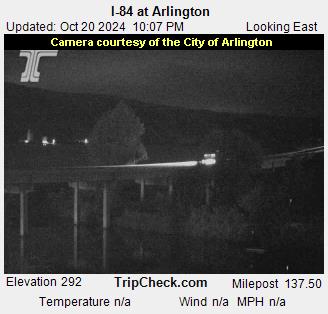 I-84 at Arlington
Updated: Oct 20 2024 10:07 PM Looking East
Camera courtesy of the City of Arlington
Elevation 292 TripCheck.com Milepost 137.50
Temperature n/a Wind n/a MPH n/a